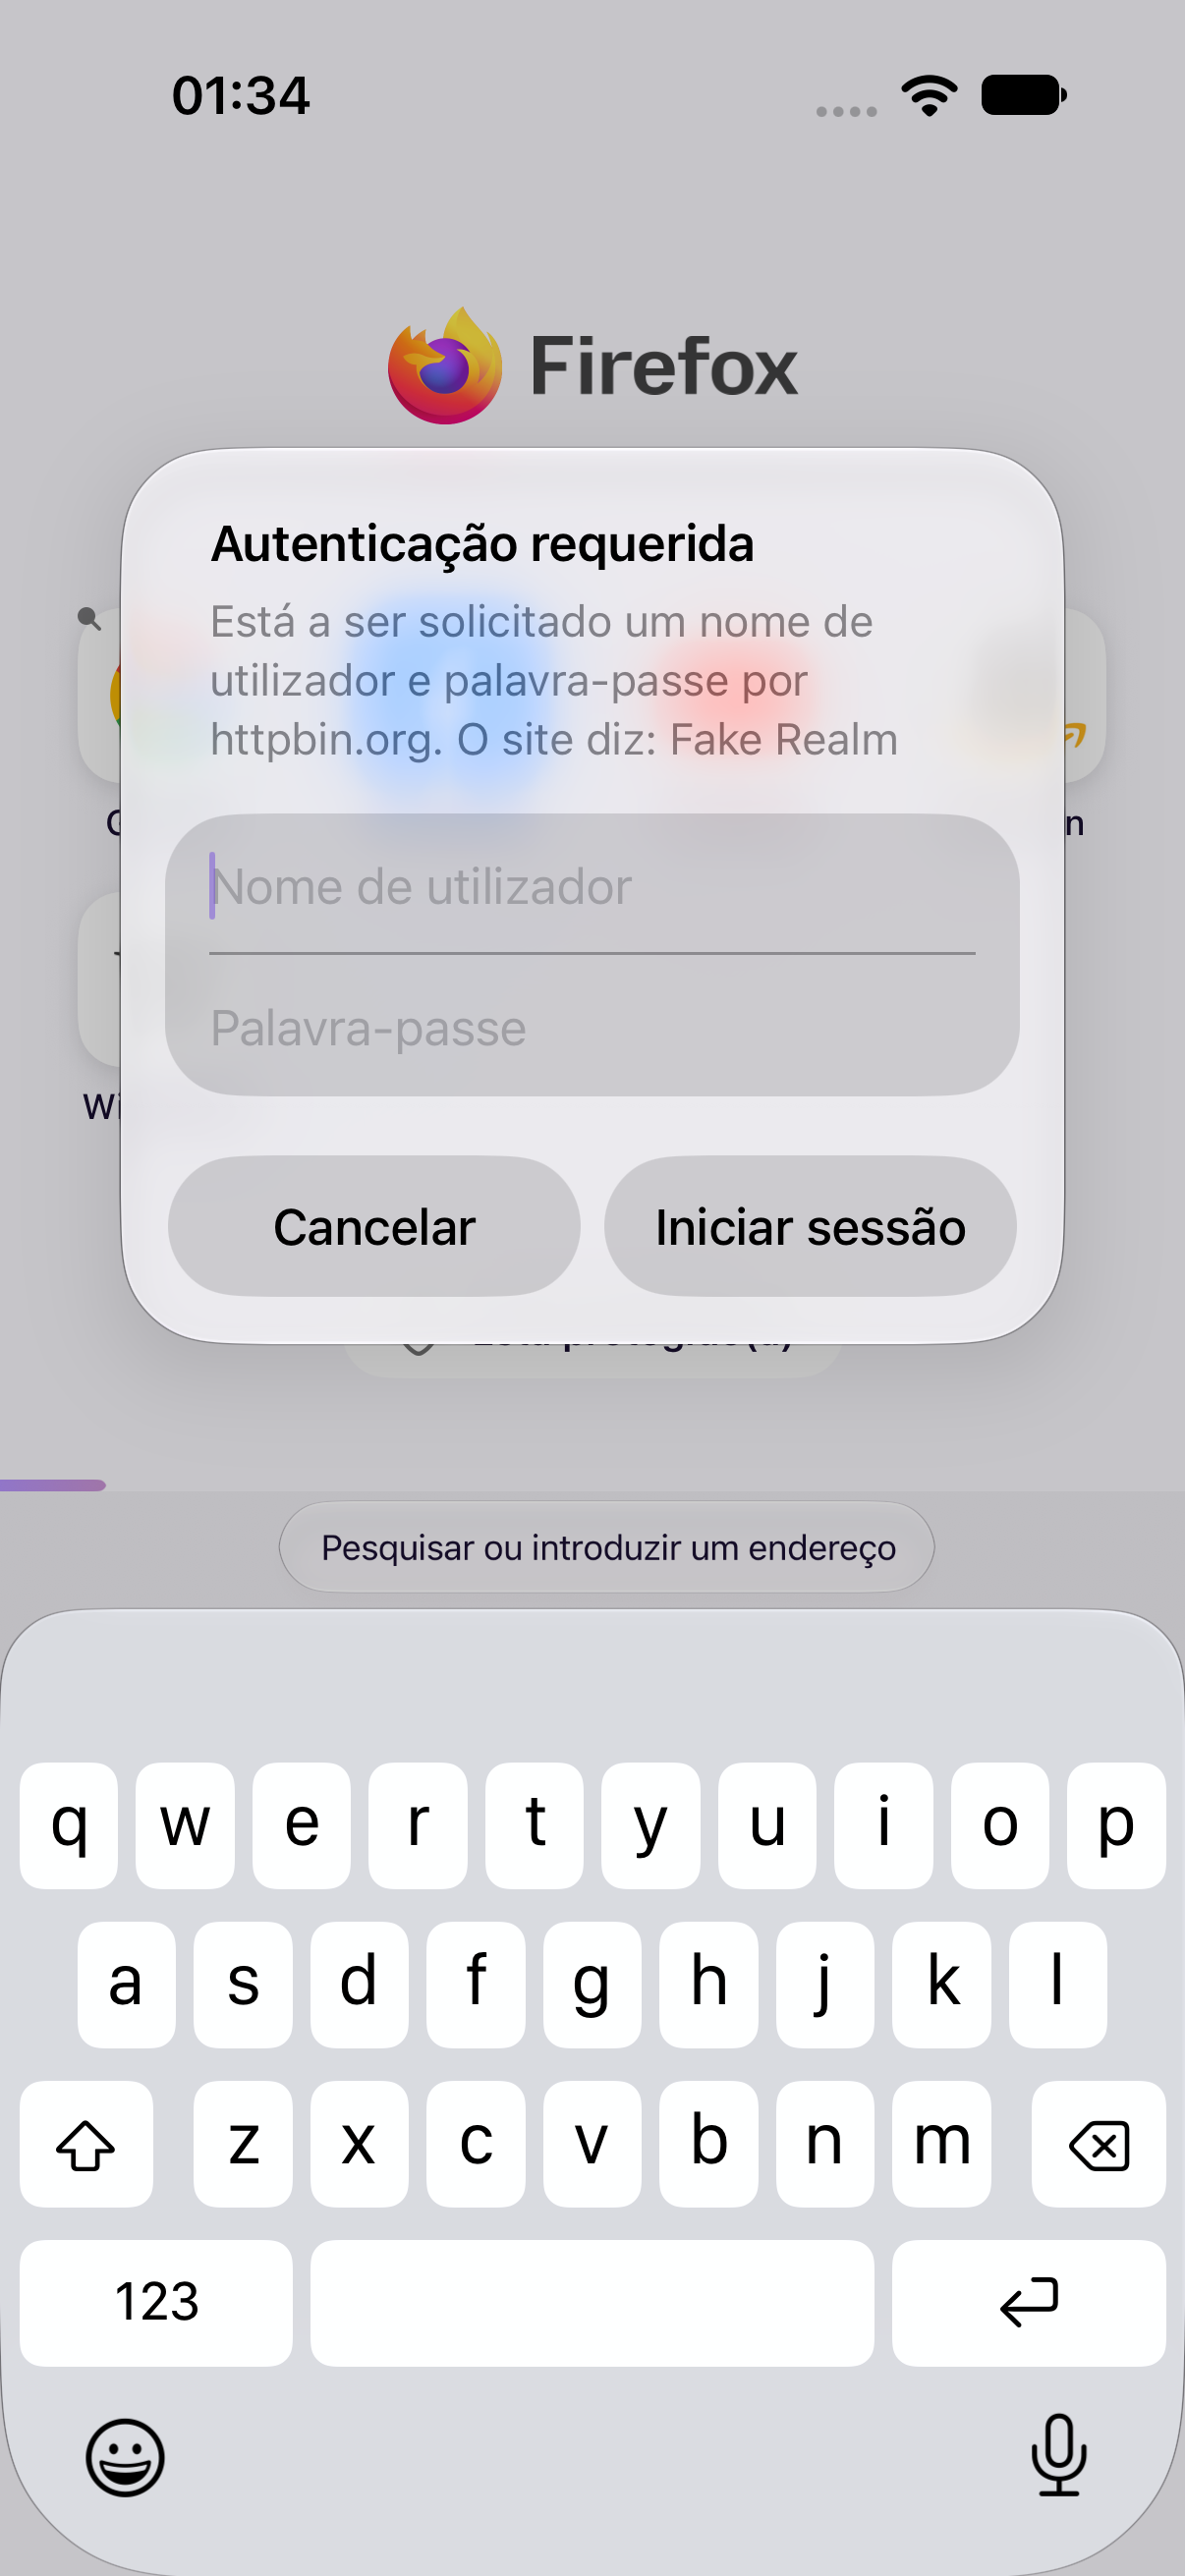 01:34
Firefox
Autenticação requerida
Está a ser solicitado um nome de
utilizador e palavra-passe por
httpbin.org. O site diz: Fake Realm
Nome de utilizador
Palavra-passe
Cancelar
Iniciar sessão
Pesquisar ou introduzir um endereço
q w e r t y u i o p
a s d f g h j k l
z x c v b n m
123